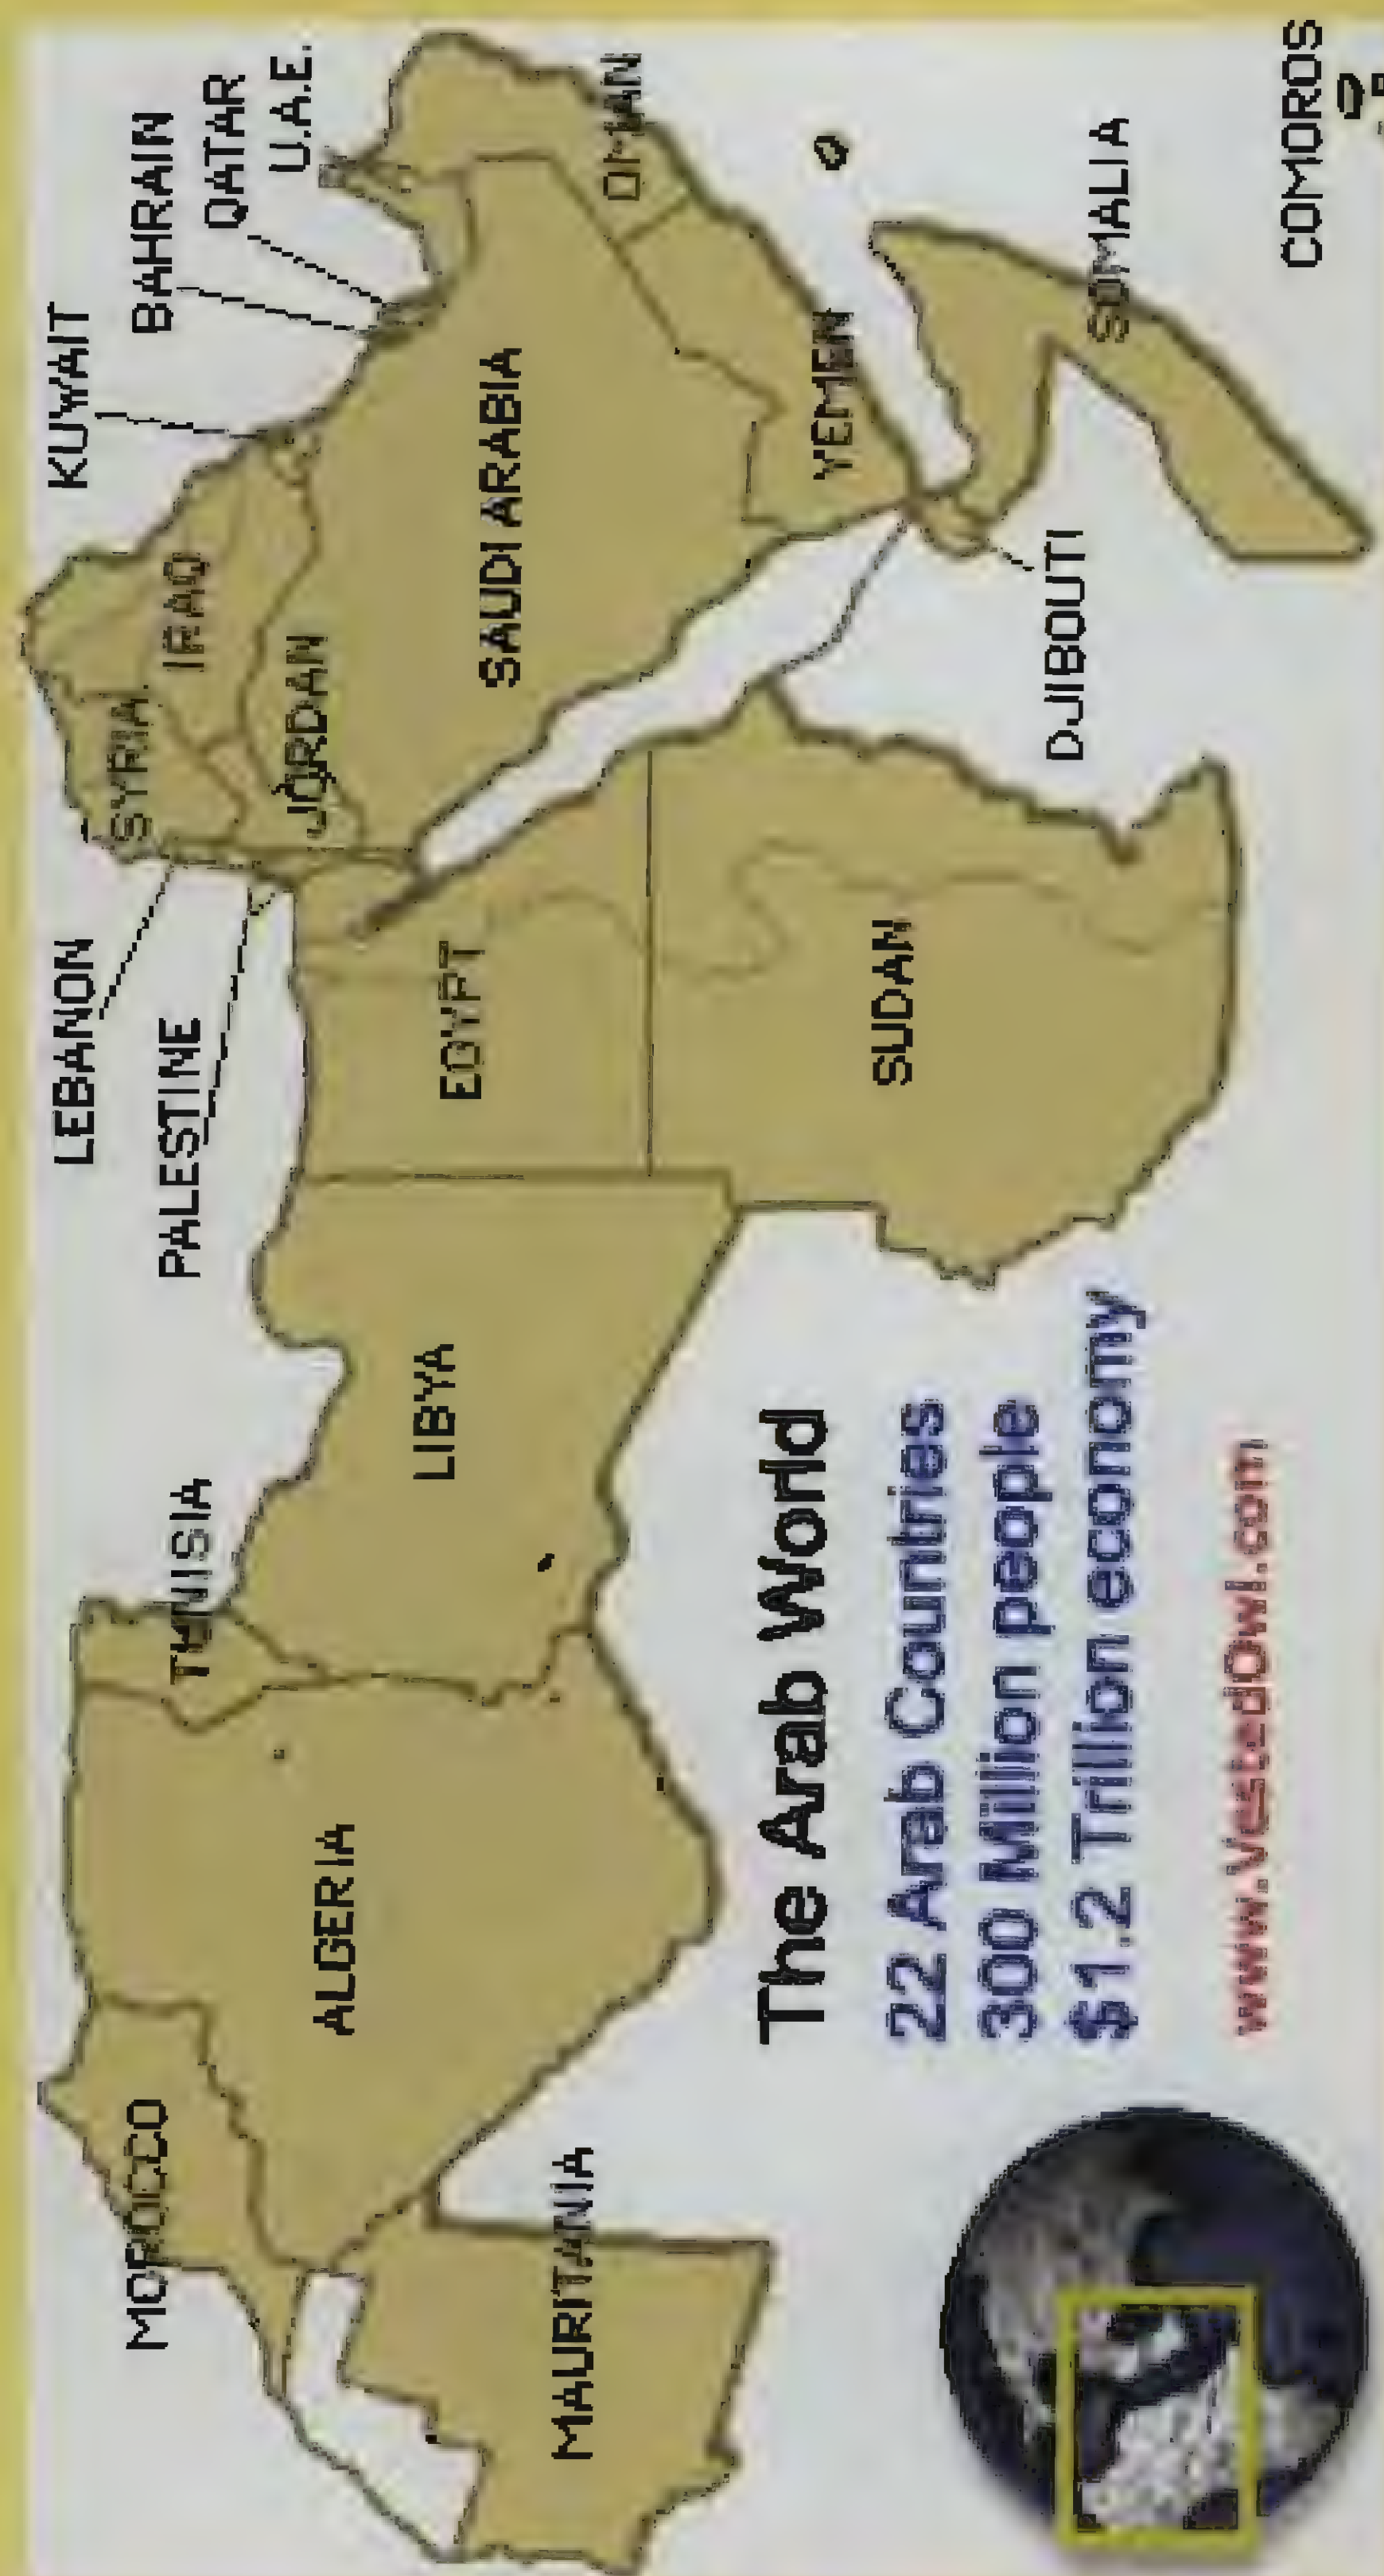 KUWAIT
BAHRAIN
QATAR
U.A.E.
LEBANON
PALESTINE
SYRIA
IRAQ
JORDAN
SAUDI ARABIA
OMAN
YEMEN
SOMALIA
DJIBOUTI
COMOROS
TUNISIA
MOROCCO
ALGERIA
LIBYA
EGYPT
SUDAN
MAURITANIA
The Arab World
22 Arab Countries
300 Million people
$1.2 Trillion economy
www.VestedOwl.com